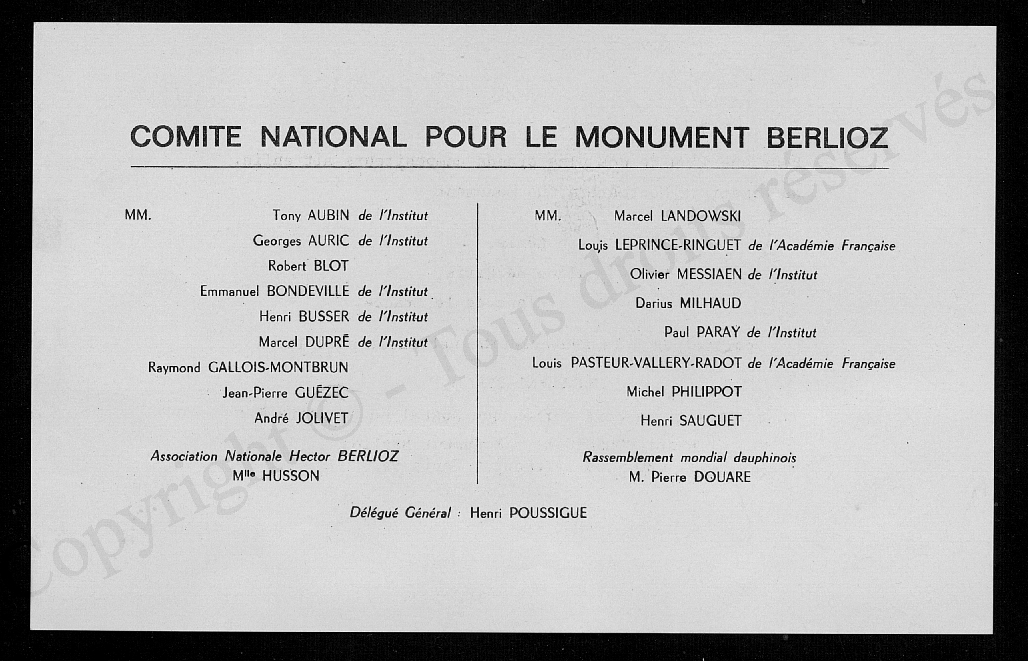 COMITE NATIONAL POUR LE MONUMENT BERLIOZ
MM. Tony AUBIN de l'Institut
Georges AURIC de l'Institut
Robert BLOT
Emmanuel BONDEVILLE de l'Institut
Henri BUSSER de l'Institut
Marcel DUPRÉ de l'Institut
Raymond GALLOIS-MONTBRUN
Jean-Pierre GUÉZEC
André JOLIVET
Association Nationale Hector BERLIOZ
Mlle HUSSON
MM. Marcel LANDOWSKI
Louis LEPRINCE-RINGUET de l'Académie Française
Olivier MESSIAEN de l'Institut
Darius MILHAUD
Paul PARAY de l'Institut
Louis PASTEUR-VALLERY-RADOT de l'Académie Française
Michel PHILIPPOT
Henri SAUGUET
Rassemblement mondial dauphinois
M. Pierre DOUARE
Délégué Général : Henri POUSSIGUE
Copyright © - Tous droits réservés